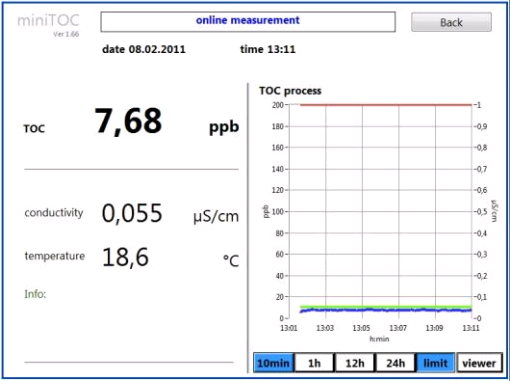 miniTOC
Ver 1.66
online measurement
Back
date 08.02.2011 time 13:11
TOC 7,68 ppb
conductivity 0,055 µS/cm
temperature 18,6 °C
Info:
TOC process
200 1
180 0,9
160 0,8
140 0,7
120 0,6
100 0,5
80 0,4
60 0,3
40 0,2
20 0,1
0 0
ppb
µS/cm
13:01 13:03 13:05 13:07 13:09 13:11
h:min
10min 1h 12h 24h limit viewer